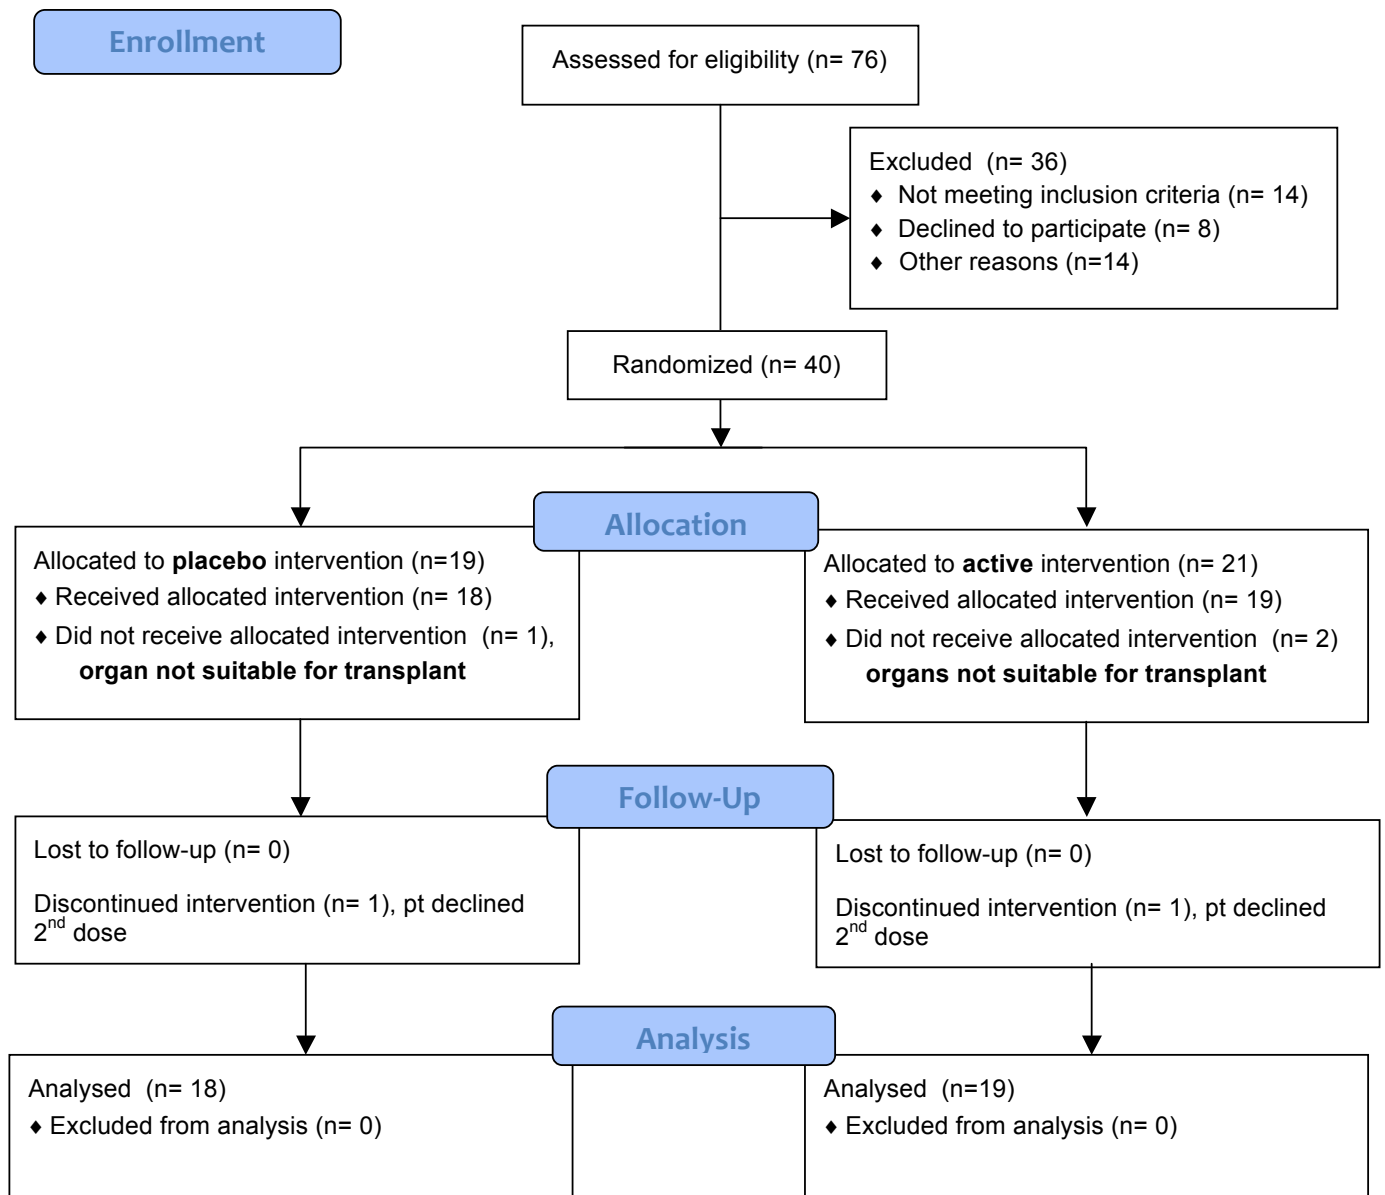 Enrollment
Assessed for eligibility (n= 76)
Excluded (n= 36)
♦ Not meeting inclusion criteria (n= 14)
♦ Declined to participate (n= 8)
♦ Other reasons (n=14)
Randomized (n= 40)
Allocation
Allocated to placebo intervention (n=19)
♦ Received allocated intervention (n= 18)
♦ Did not receive allocated intervention (n= 1),
organ not suitable for transplant
Allocated to active intervention (n= 21)
♦ Received allocated intervention (n= 19)
♦ Did not receive allocated intervention (n= 2)
organs not suitable for transplant
Follow-Up
Lost to follow-up (n= 0)
Discontinued intervention (n= 1), pt declined
2nd dose
Lost to follow-up (n= 0)
Discontinued intervention (n= 1), pt declined
2nd dose
Analysis
Analysed (n= 18)
♦ Excluded from analysis (n= 0)
Analysed (n=19)
♦ Excluded from analysis (n= 0)